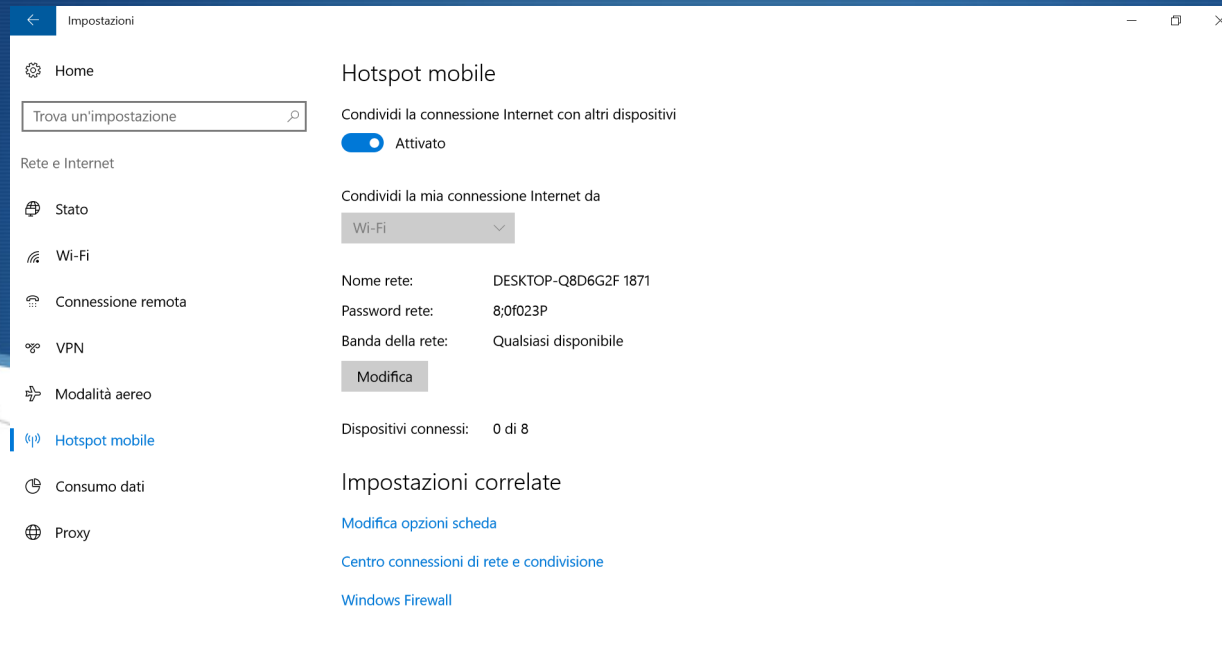 Impostazioni
Home
Trova un'impostazione
Rete e Internet
Stato
Wi-Fi
Connessione remota
VPN
Modalità aereo
Hotspot mobile
Consumo dati
Proxy
Hotspot mobile
Condividi la connessione Internet con altri dispositivi
Attivato
Condividi la mia connessione Internet da
Wi-Fi
Nome rete: DESKTOP-Q8D6G2F 1871
Password rete: 8;0f023P
Banda della rete: Qualsiasi disponibile
Modifica
Dispositivi connessi: 0 di 8
Impostazioni correlate
Modifica opzioni scheda
Centro connessioni di rete e condivisione
Windows Firewall